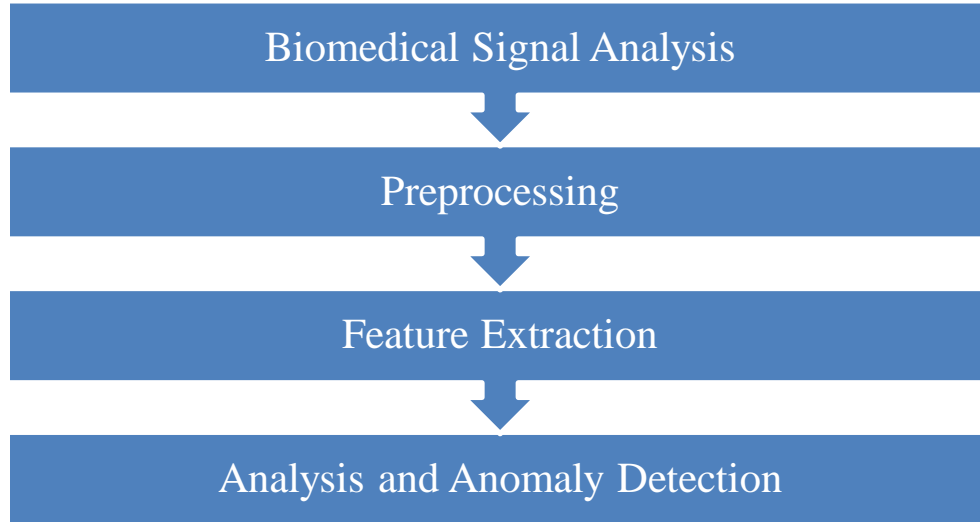 Biomedical Signal Analysis
Preprocessing
Feature Extraction
Analysis and Anomaly Detection